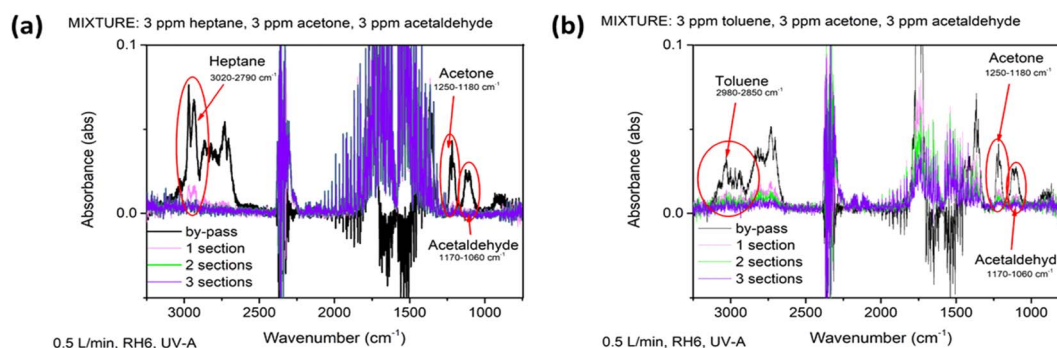 (a)
MIXTURE: 3 ppm heptane, 3 ppm acetone, 3 ppm acetaldehyde
0.1
Heptane
3020-2790 cm-1
Acetone
1250-1180 cm-1
Absorbance (abs)
0.0
by-pass
1 section
2 sections
3 sections
Acetaldehyde
1170-1060 cm-1
3000 2500 2000 1500 1000
Wavenumber (cm-1)
0.5 L/min, RH6, UV-A
(b)
MIXTURE: 3 ppm toluene, 3 ppm acetone, 3 ppm acetaldehyde
0.1
Toluene
2980-2850 cm-1
Acetone
1250-1180 cm-1
Absorbance (abs)
0.0
by-pass
1 section
2 sections
3 sections
Acetaldehyd
1170-1060 cm-1
3000 2500 2000 1500 1000
Wavenumber (cm-1)
0.5 L/min, RH6, UV-A